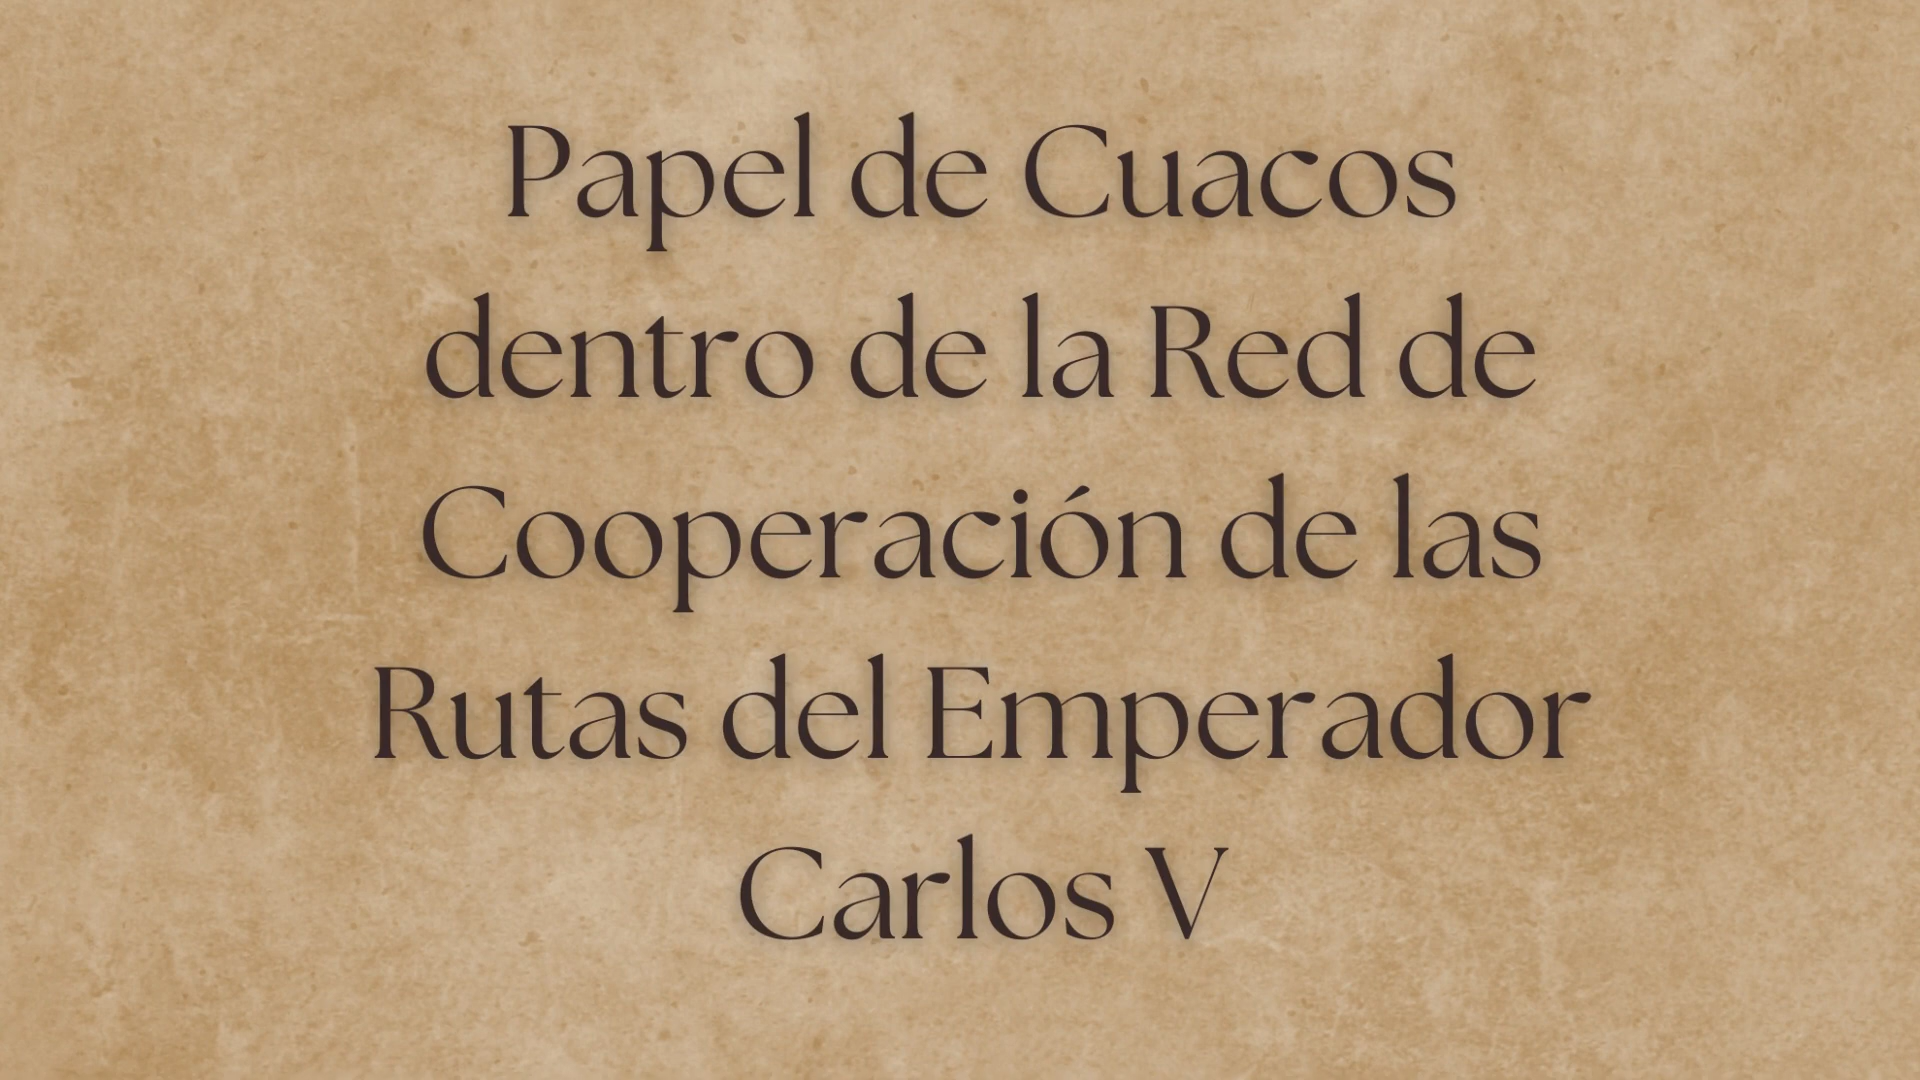 Papel de Cuacos
dentro de la Red de
Cooperación de las
Rutas del Emperador
Carlos V